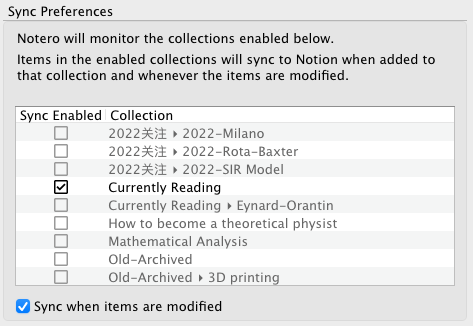 Sync Preferences
Notero will monitor the collections enabled below.
Items in the enabled collections will sync to Notion when added to
that collection and whenever the items are modified.
Sync Enabled Collection
2022关注 ▸ 2022-Milano
2022关注 ▸ 2022-Rota-Baxter
2022关注 ▸ 2022-SIR Model
Currently Reading
Currently Reading ▸ Eynard-Orantin
How to become a theoretical physist
Mathematical Analysis
Old-Archived
Old-Archived ▸ 3D printing
Sync when items are modified